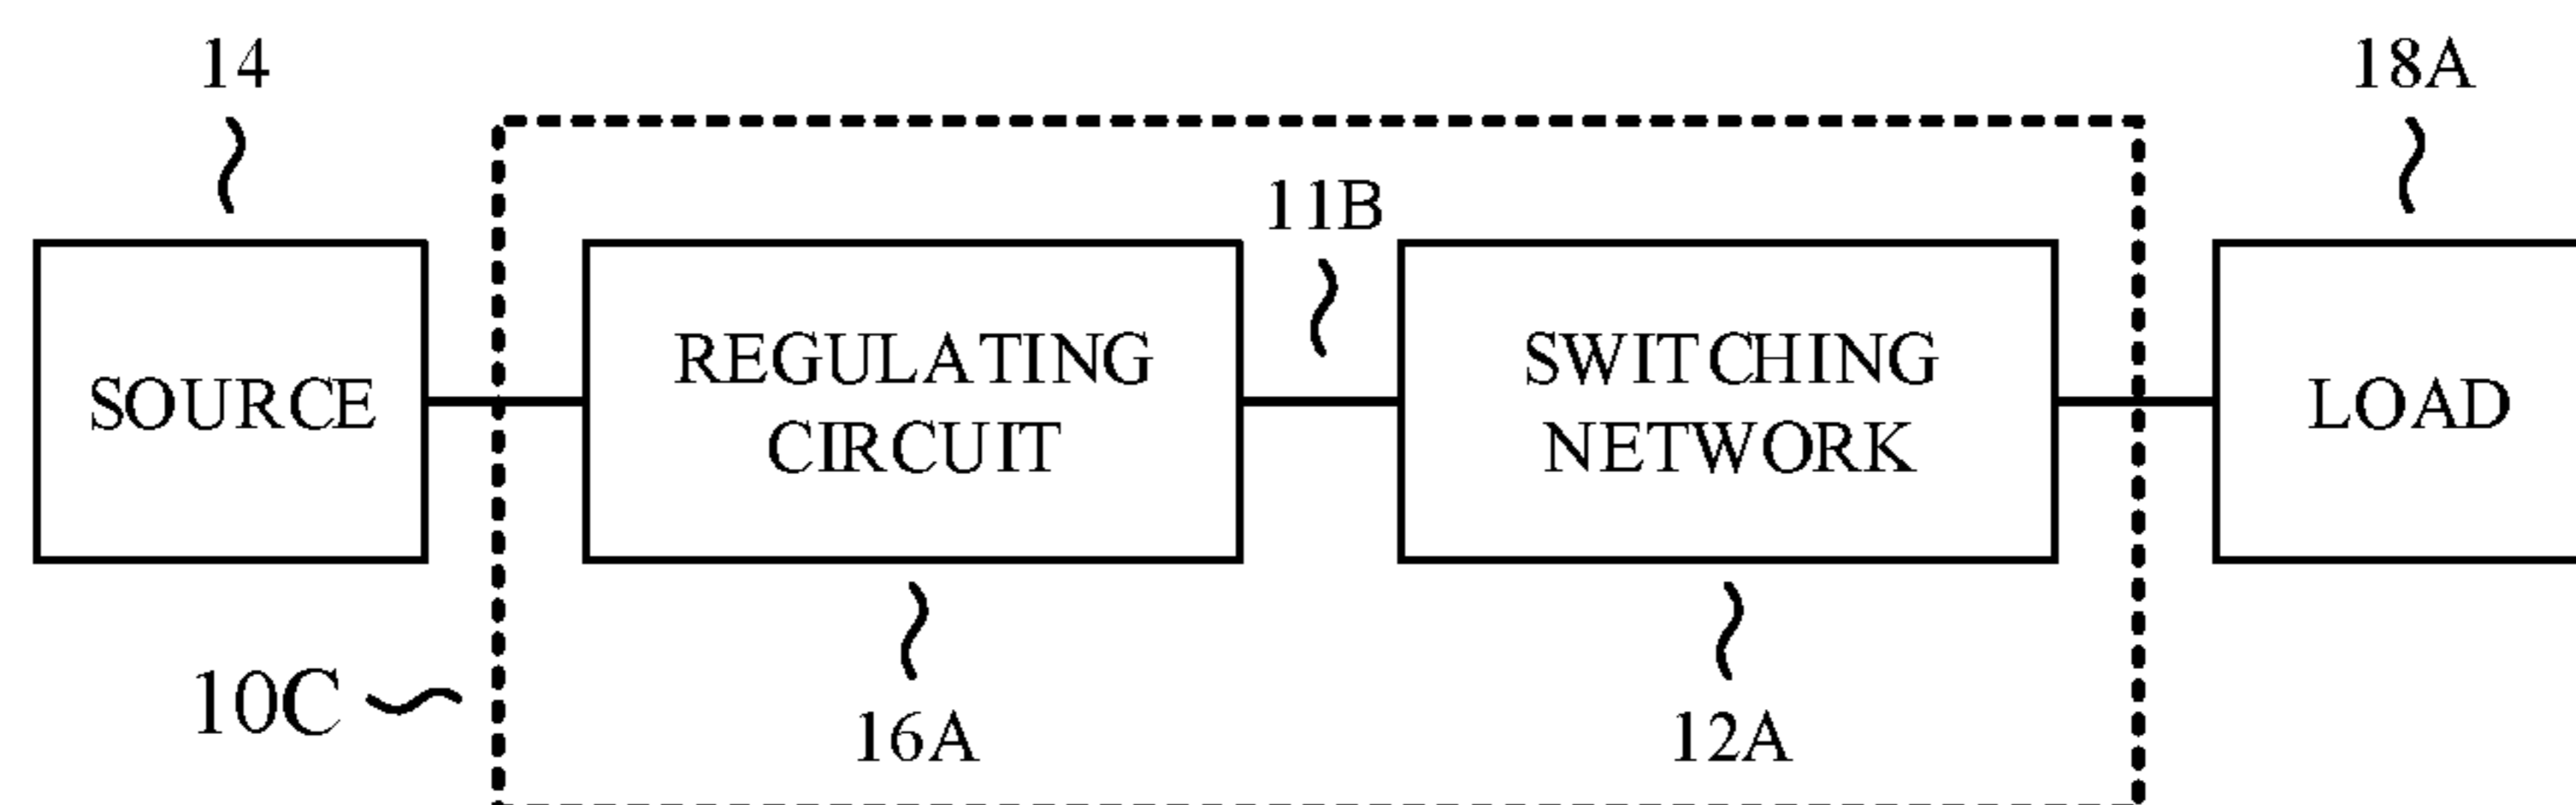 14
18A
11B
SOURCE
REGULATING
CIRCUIT
SWITCHING
NETWORK
LOAD
10C
16A
12A